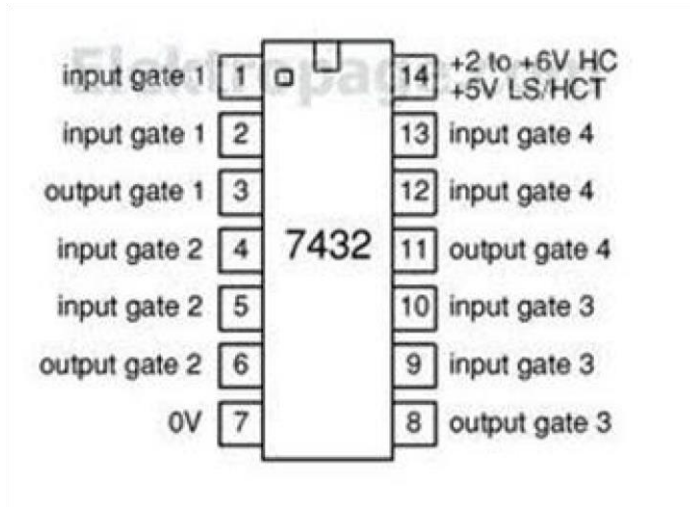 Elektropage.com
input gate 1 1 14 +2 to +6V HC
+5V LS/HCT
input gate 1 2 13 input gate 4
output gate 1 3 12 input gate 4
input gate 2 4 7432 11 output gate 4
input gate 2 5 10 input gate 3
output gate 2 6 9 input gate 3
0V 7 8 output gate 3